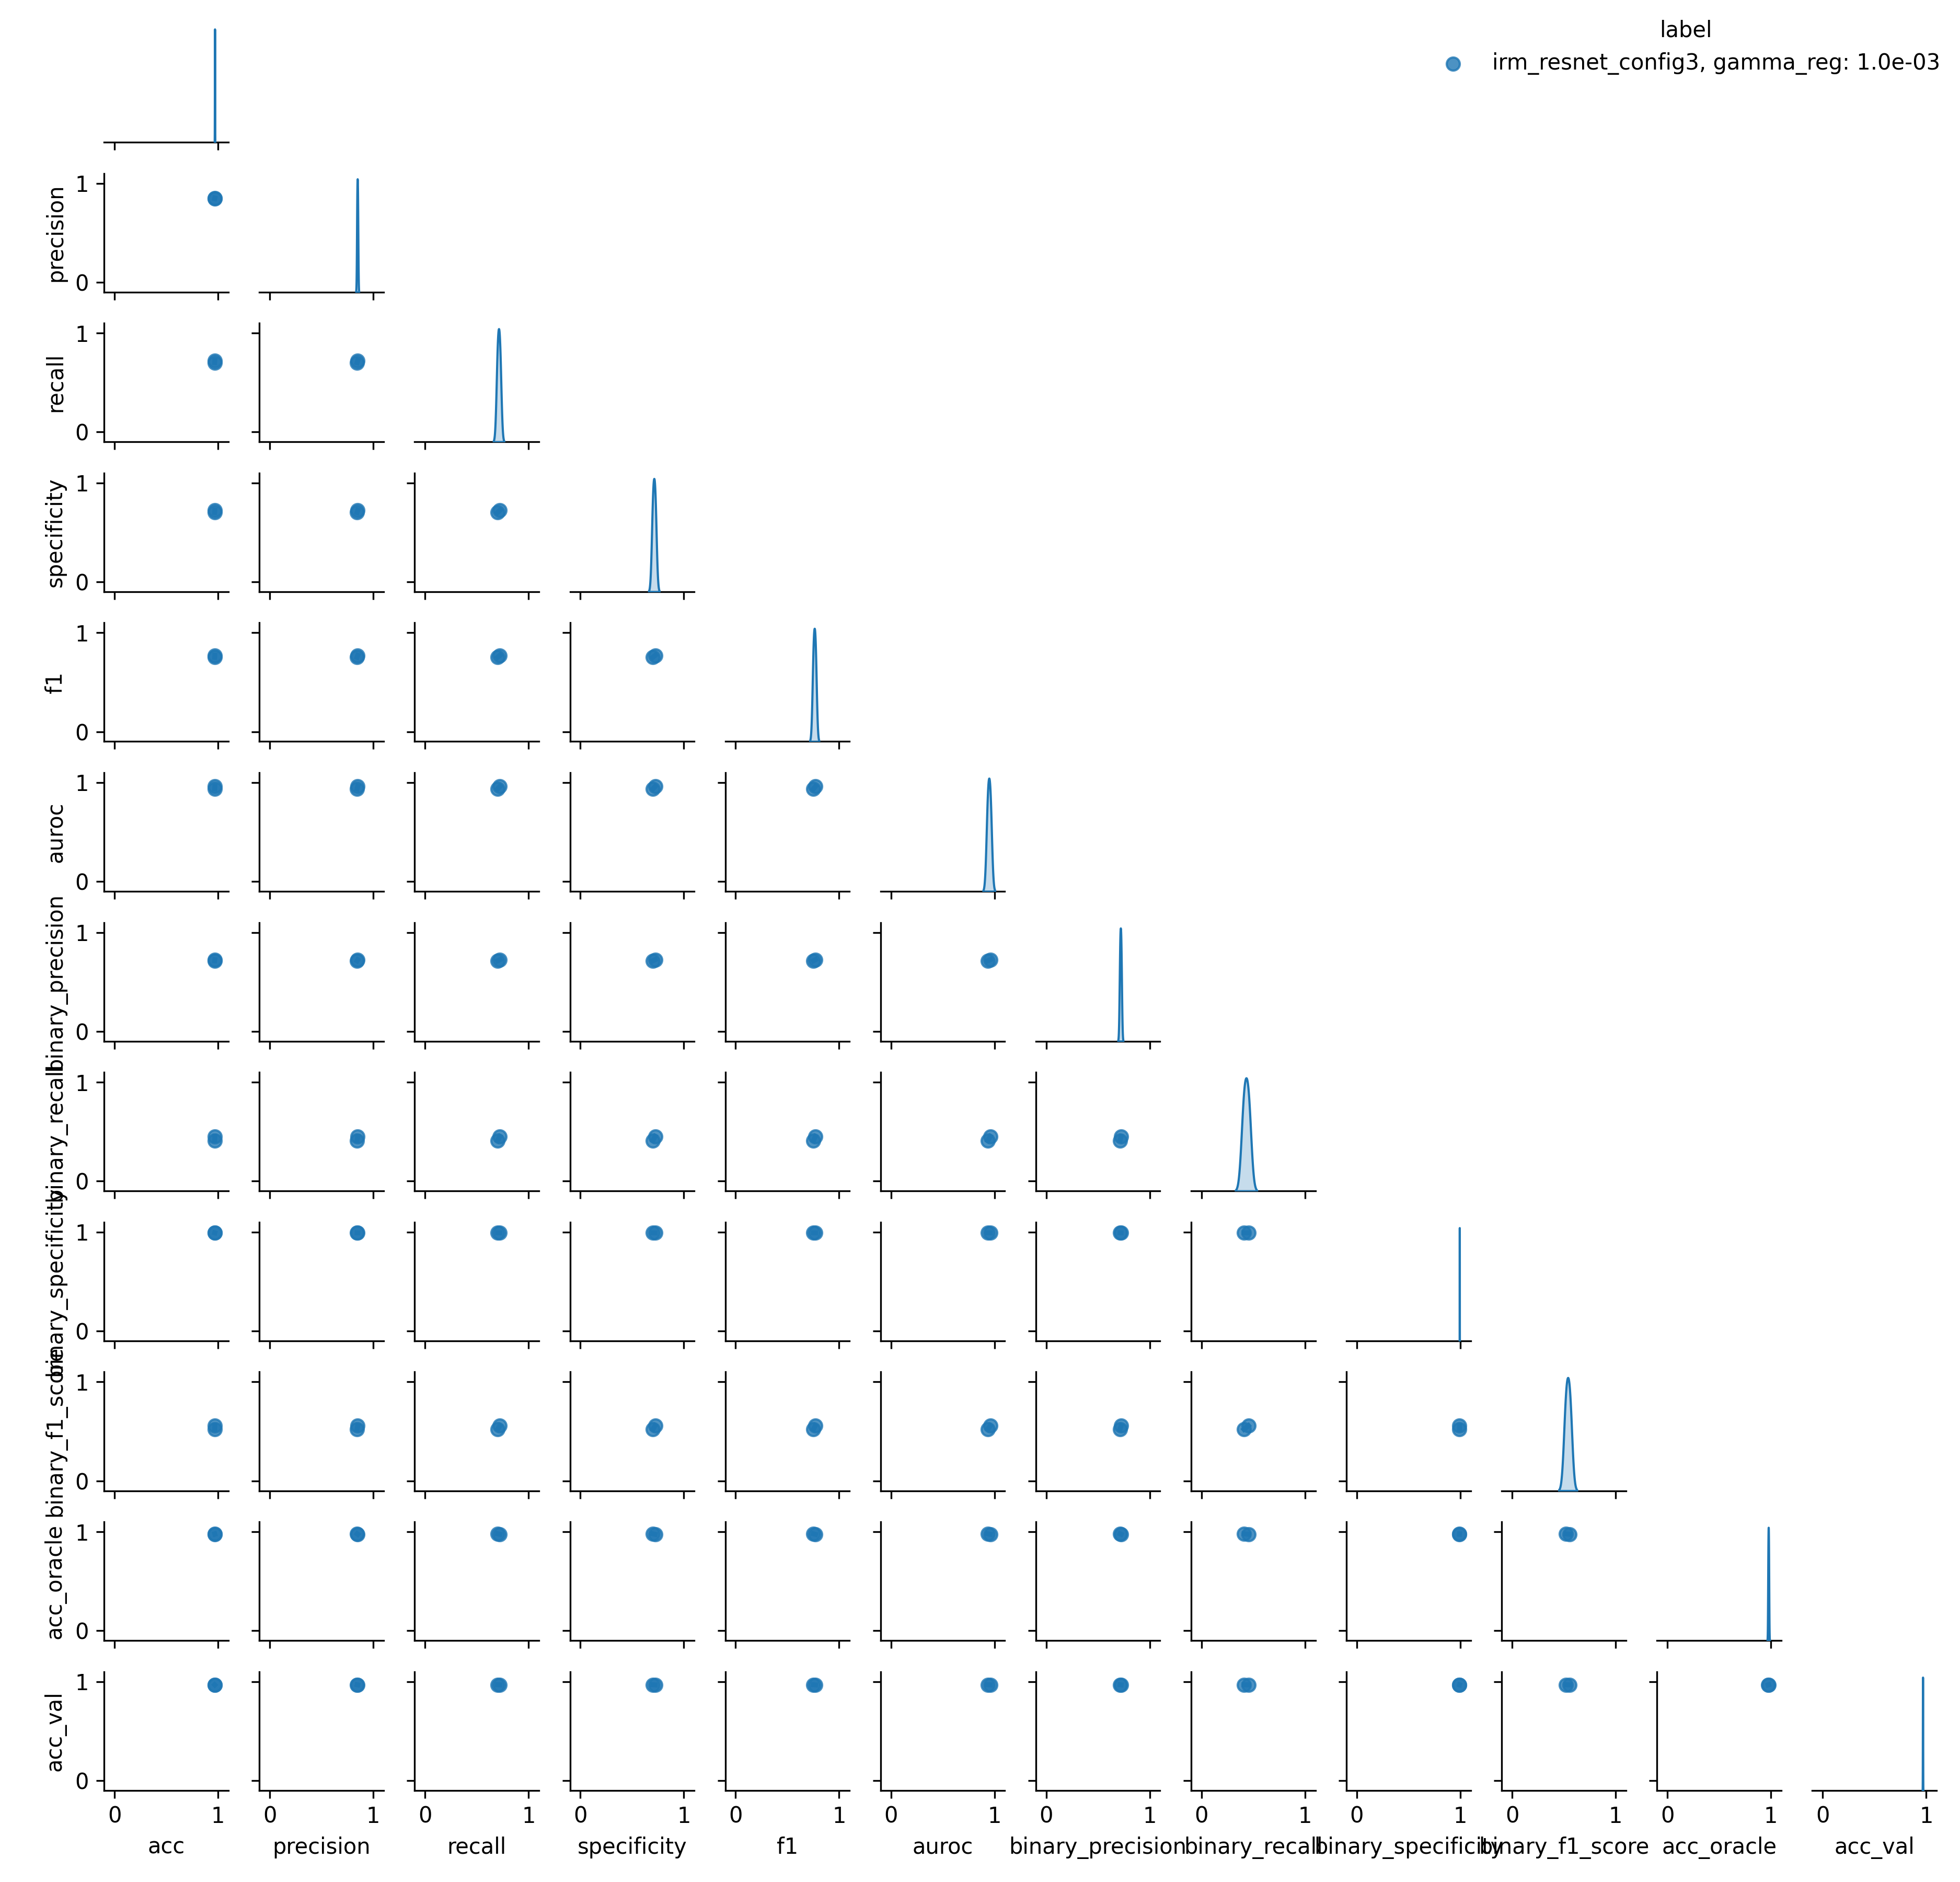 label
irm_resnet_config3, gamma_reg: 1.0e-03
precision
1
0
recall
1
0
specificity
1
0
f1
1
0
auroc
1
0
binary_precision
1
0
binary_recall
1
0
binary_specificity
1
0
binary_f1_score
1
0
acc_oracle
1
0
acc_val
1
0
0 1 0 1 0 1 0 1 0 1 0 1 0 1 0 1 0 1 0 1 0 1 0 1
acc precision recall specificity f1 auroc binary_precision binary_recall binary_specificity binary_f1_score acc_oracle acc_val